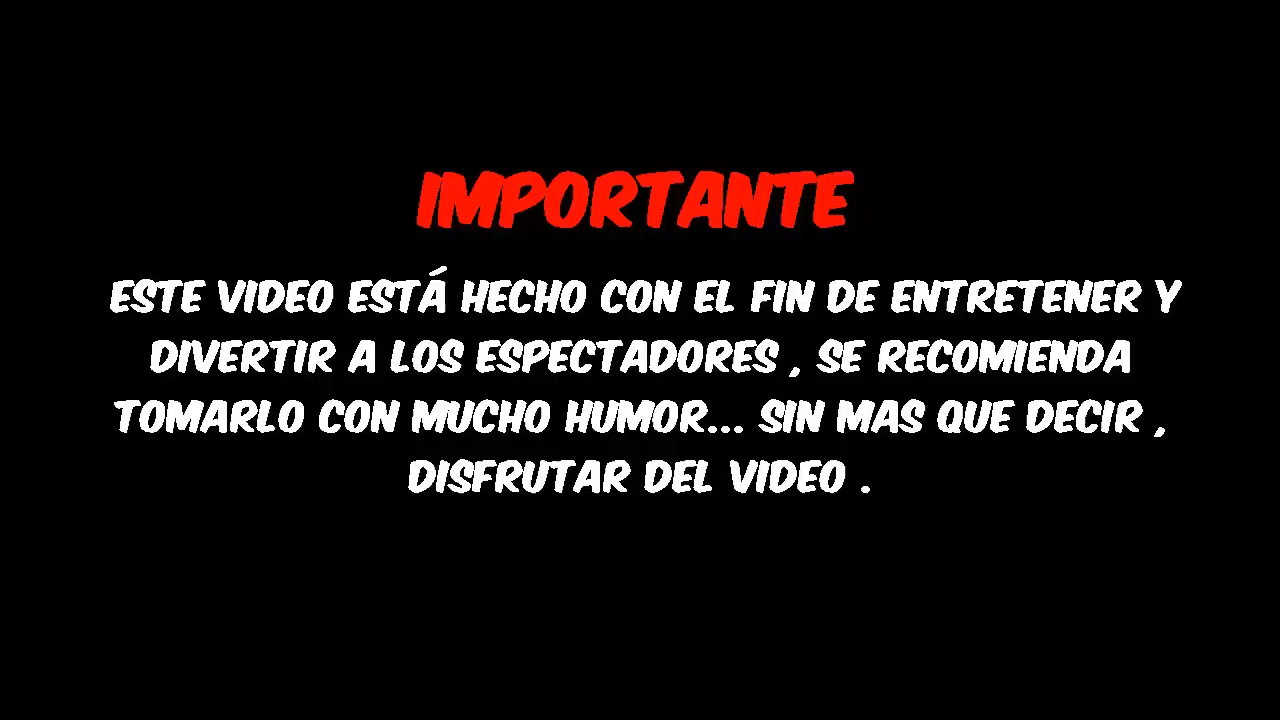 IMPORTANTE
ESTE VIDEO ESTÁ HECHO CON EL FIN DE ENTRETENER Y
DIVERTIR A LOS ESPECTADORES , SE RECOMIENDA
TOMARLO CON MUCHO HUMOR... SIN MAS QUE DECIR ,
DISFRUTAR DEL VIDEO .